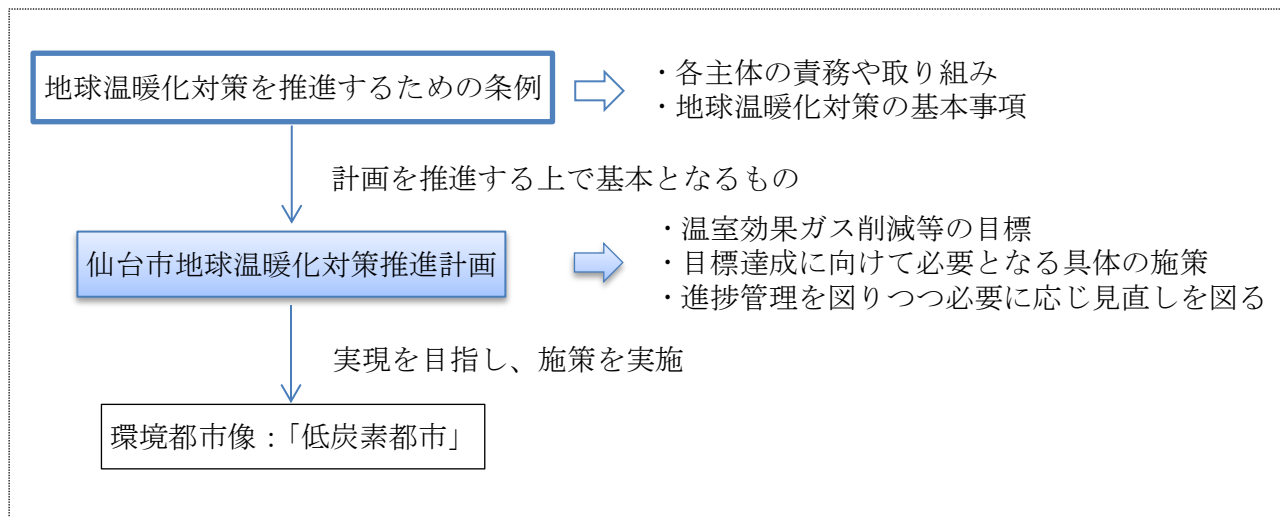 地球温暖化対策を推進するための条例
・各主体の責務や取り組み
・地球温暖化対策の基本事項
計画を推進する上で基本となるもの
仙台市地球温暖化対策推進計画
・温室効果ガス削減等の目標
・目標達成に向けて必要となる具体の施策
・進捗管理を図りつつ必要に応じ見直しを図る
実現を目指し、施策を実施
環境都市像：「低炭素都市」